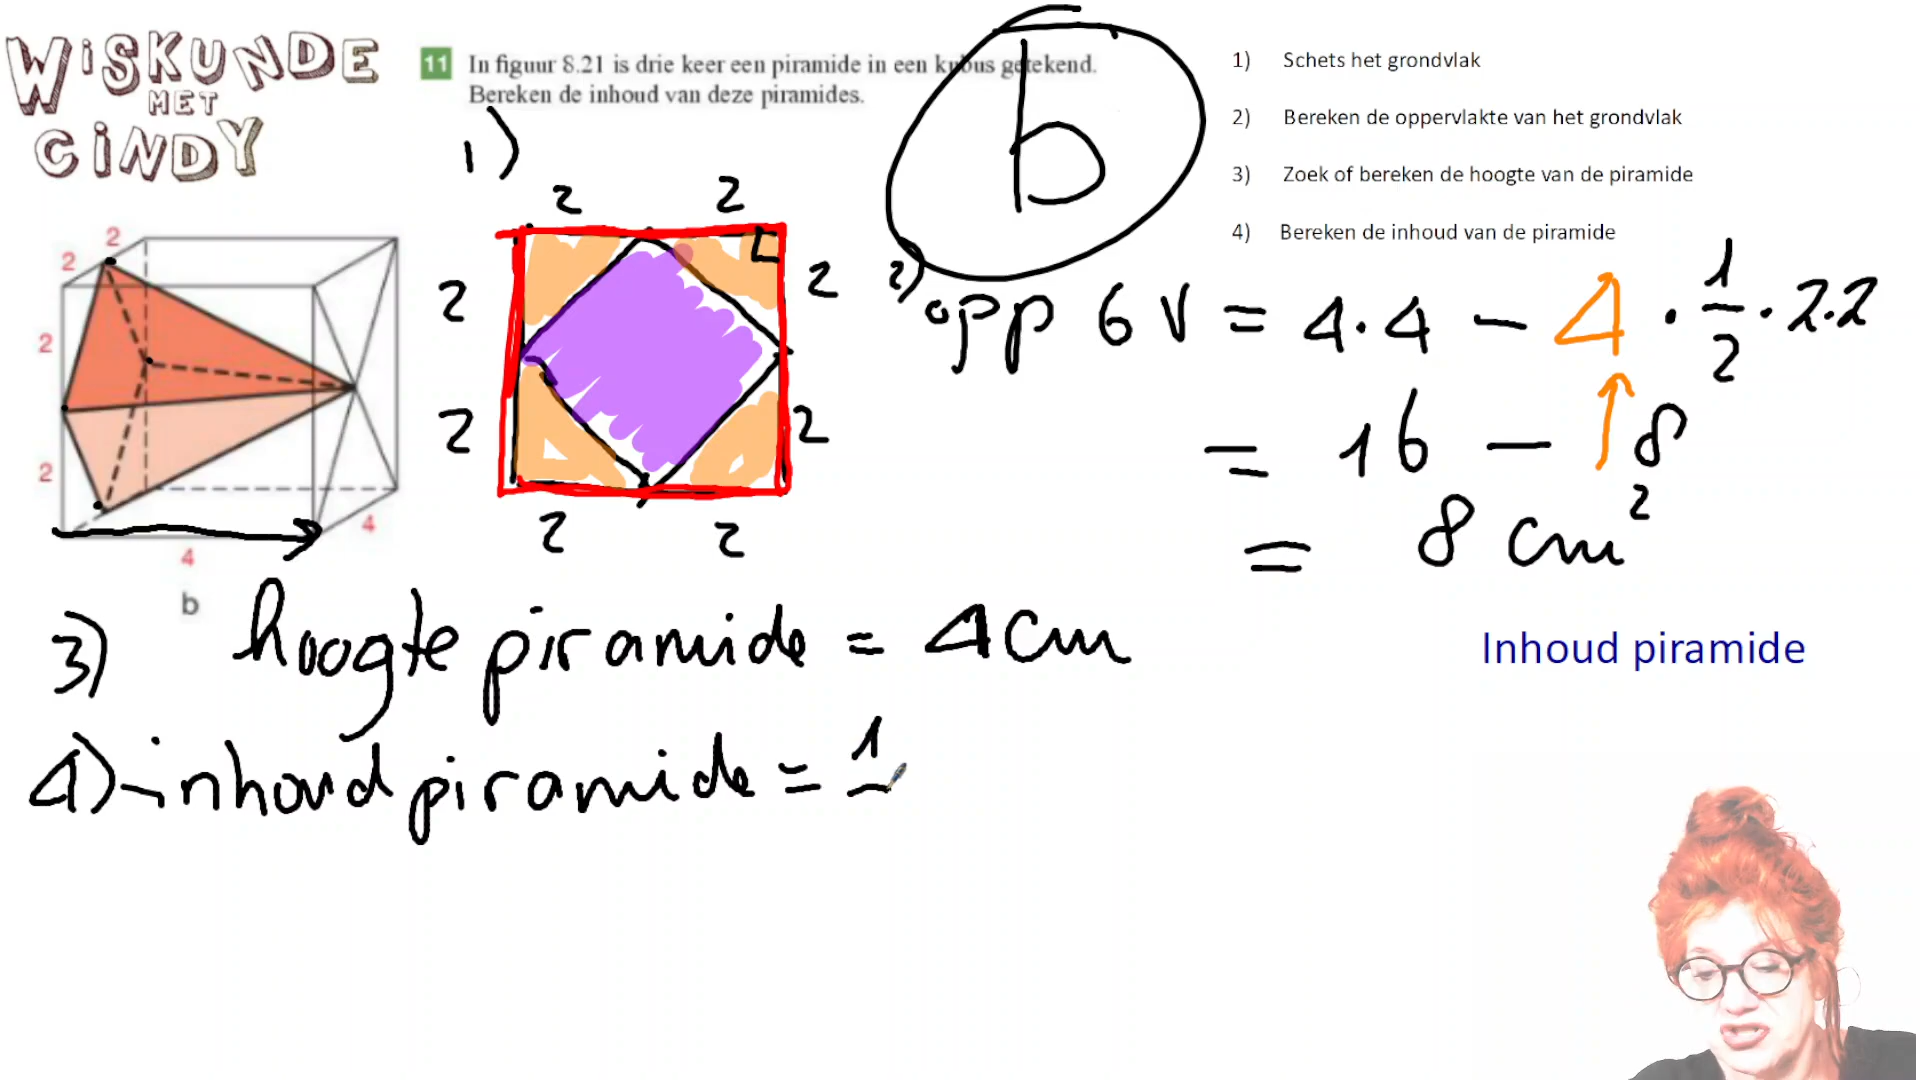 WISKUNDE
MET
CINDY
11 In figuur 8.21 is drie keer een piramide in een kubus getekend.
Bereken de inhoud van deze piramides.
b
1) Schets het grondvlak
2) Bereken de oppervlakte van het grondvlak
3) Zoek of bereken de hoogte van de piramide
4) Bereken de inhoud van de piramide
1)
2 2
2 2
2 2
2 2
2
2
2
2
4
4
b
2) opp GV = 4·4 - 4 · 1/2 · 2·2
= 16 - 8
= 8 cm²
3) hoogte piramide = 4 cm
Inhoud piramide
4) inhoud piramide = 1